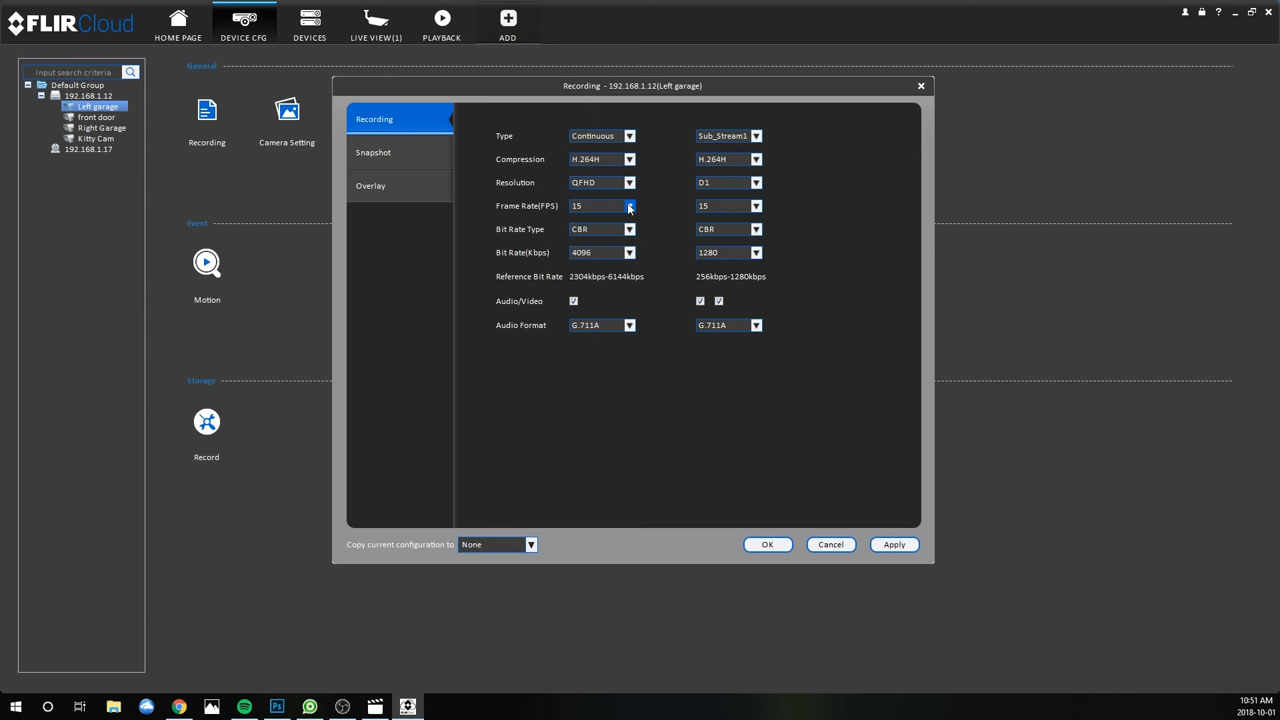 FLIRCloud
HOME PAGE
DEVICE CFG
DEVICES
LIVE VIEW(1)
PLAYBACK
ADD
?
Input search criteria
Default Group
192.168.1.12
Left garage
front door
Right Garage
Kitty Cam
192.168.1.17
General
Recording
Camera Setting
Event
Motion
Storage
Record
Recording - 192.168.1.12(Left garage)
Recording
Snapshot
Overlay
Type Continuous Sub_Stream1
Compression H.264H H.264H
Resolution QFHD D1
Frame Rate(FPS) 15 15
Bit Rate Type CBR CBR
Bit Rate(Kbps) 4096 1280
Reference Bit Rate 2304kbps-6144kbps 256kbps-1280kbps
Audio/Video
Audio Format G.711A G.711A
Copy current configuration to None
OK Cancel Apply
Ps
10:51 AM
2018-10-01